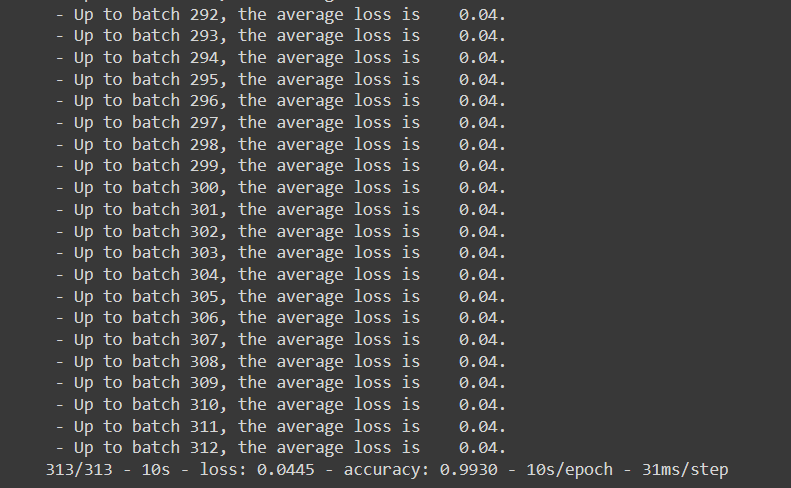 - Up to batch 292, the average loss is    0.04.
- Up to batch 293, the average loss is    0.04.
- Up to batch 294, the average loss is    0.04.
- Up to batch 295, the average loss is    0.04.
- Up to batch 296, the average loss is    0.04.
- Up to batch 297, the average loss is    0.04.
- Up to batch 298, the average loss is    0.04.
- Up to batch 299, the average loss is    0.04.
- Up to batch 300, the average loss is    0.04.
- Up to batch 301, the average loss is    0.04.
- Up to batch 302, the average loss is    0.04.
- Up to batch 303, the average loss is    0.04.
- Up to batch 304, the average loss is    0.04.
- Up to batch 305, the average loss is    0.04.
- Up to batch 306, the average loss is    0.04.
- Up to batch 307, the average loss is    0.04.
- Up to batch 308, the average loss is    0.04.
- Up to batch 309, the average loss is    0.04.
- Up to batch 310, the average loss is    0.04.
- Up to batch 311, the average loss is    0.04.
- Up to batch 312, the average loss is    0.04.
313/313 - 10s - loss: 0.0445 - accuracy: 0.9930 - 10s/epoch - 31ms/step